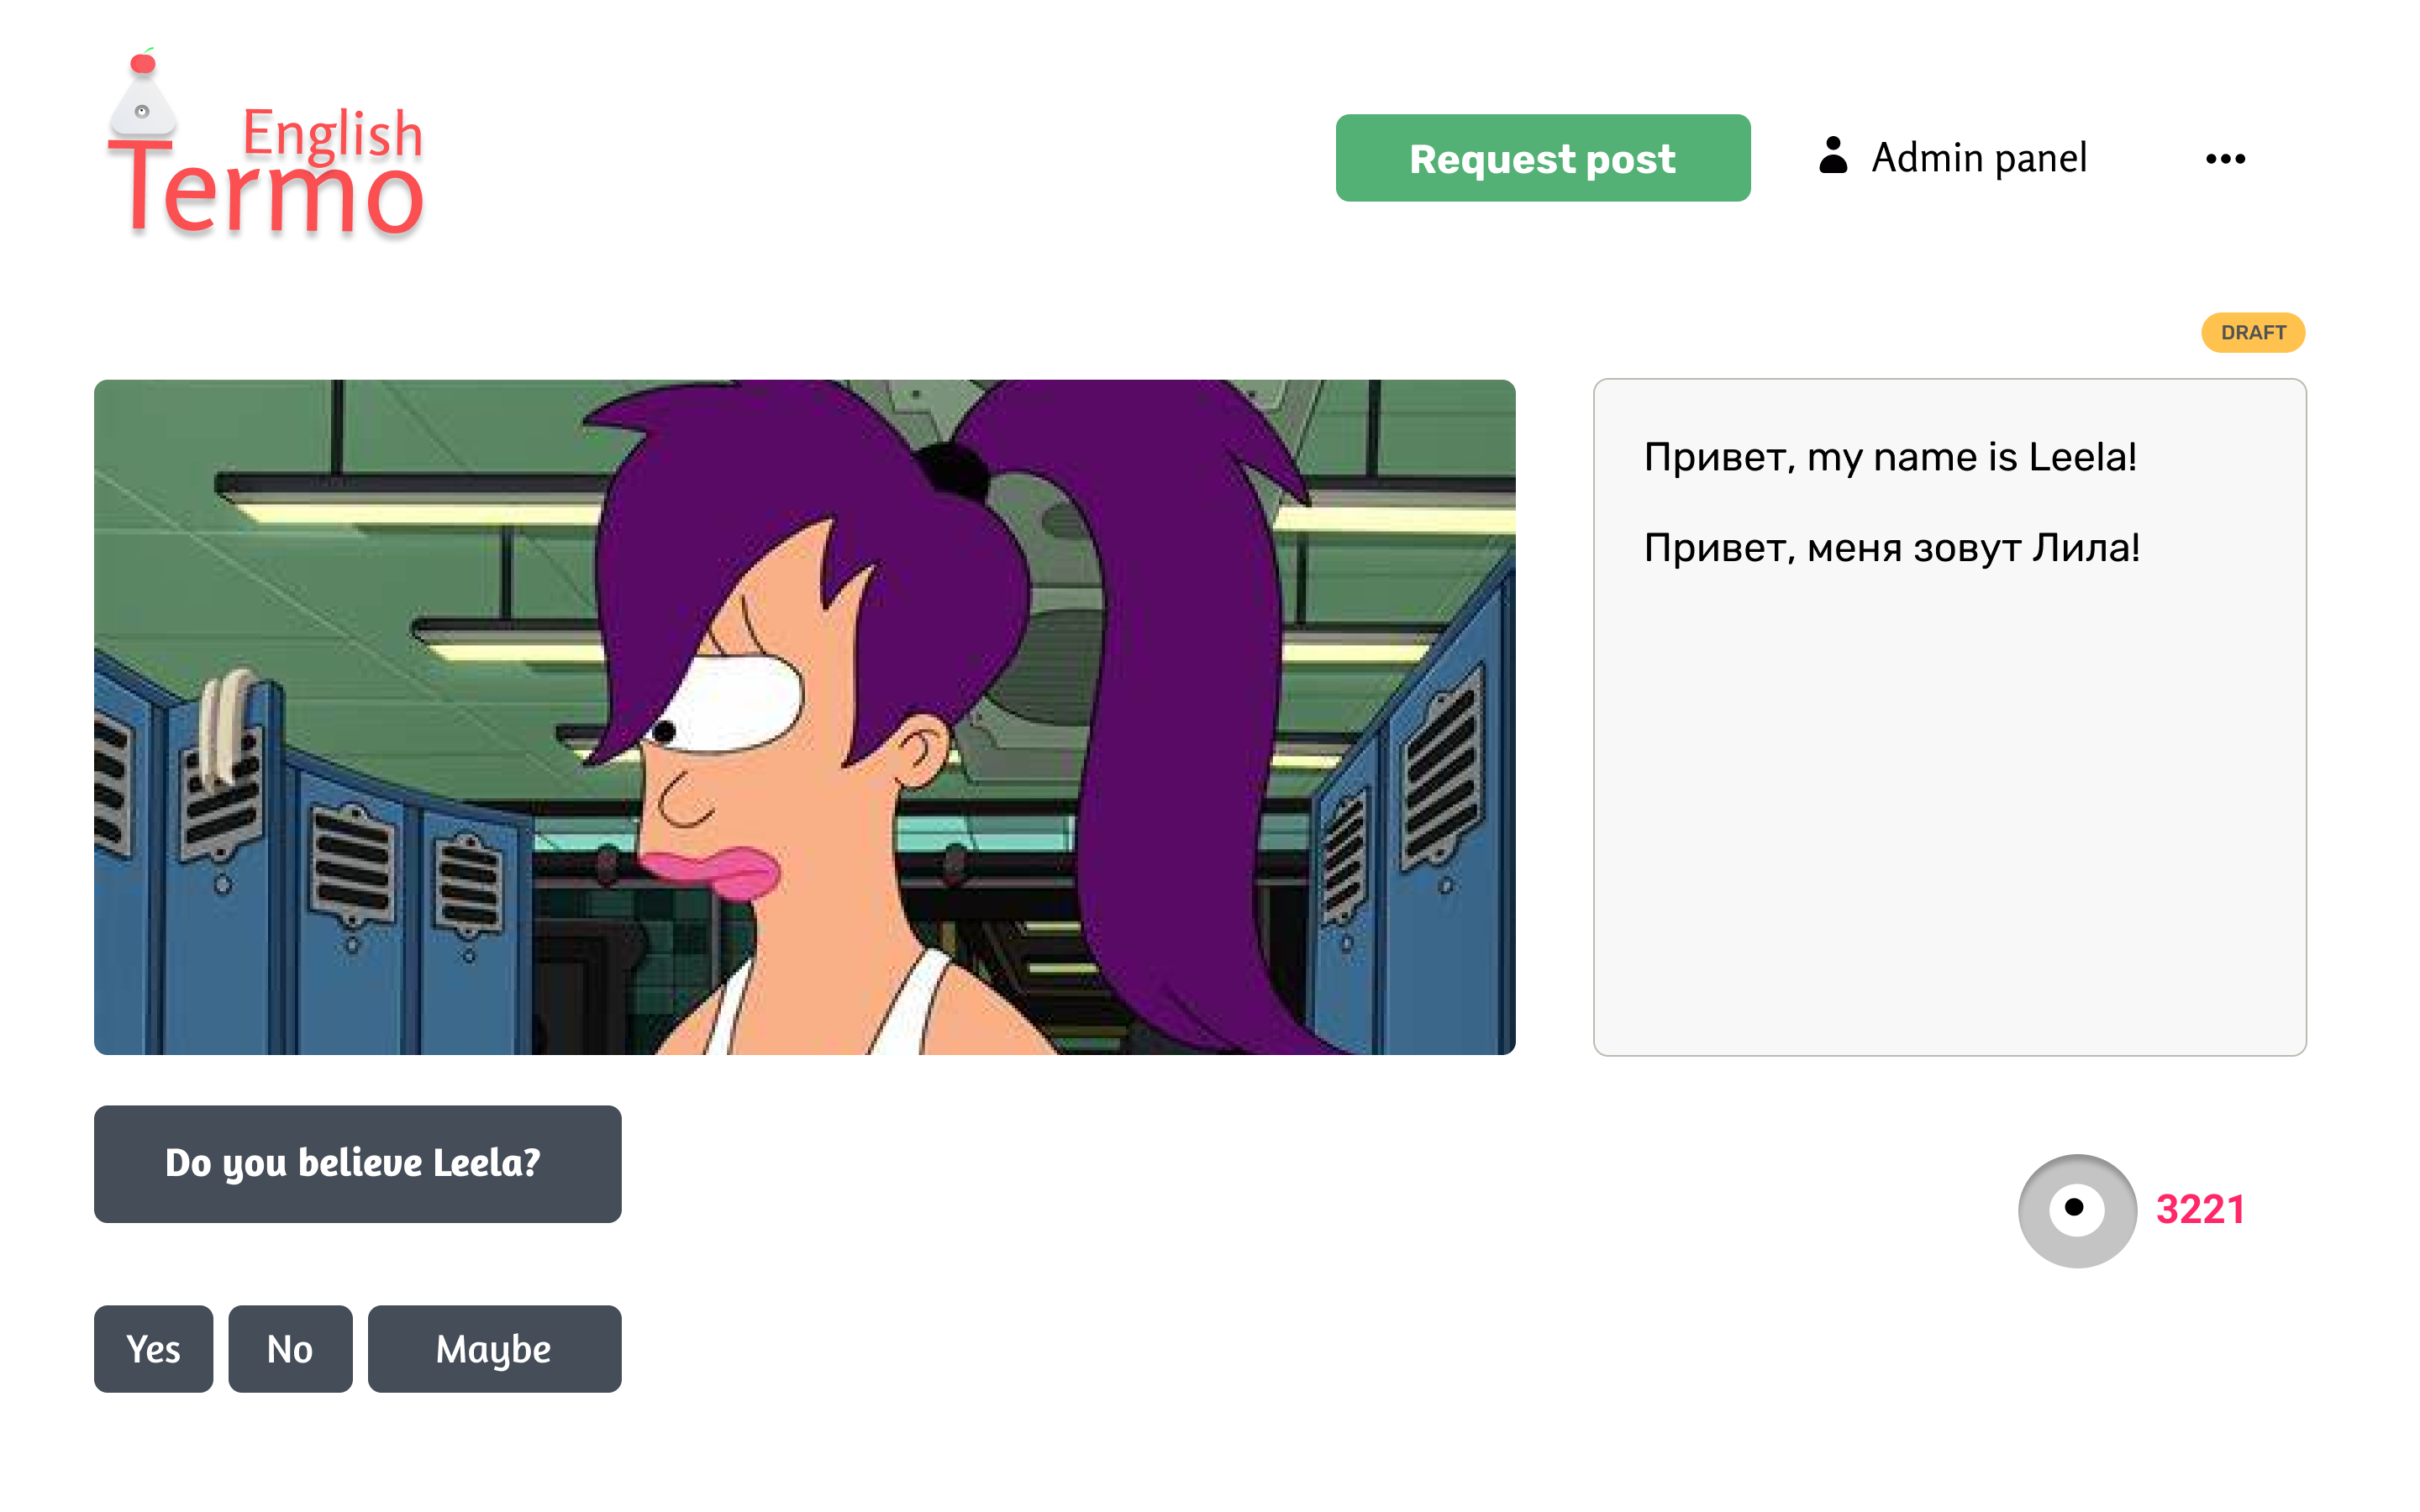 English
Termo
Request post
Admin panel
DRAFT
Привет, my name is Leela!
Привет, меня зовут Лила!
Do you believe Leela?
3221
Yes
No
Maybe